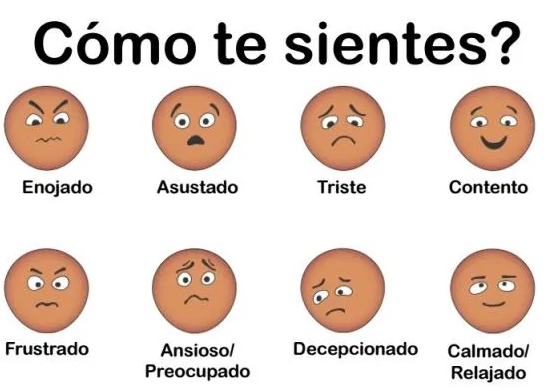 Cómo te sientes?
Enojado
Asustado
Triste
Contento
Frustrado
Ansioso/
Preocupado
Decepcionado
Calmado/
Relajado